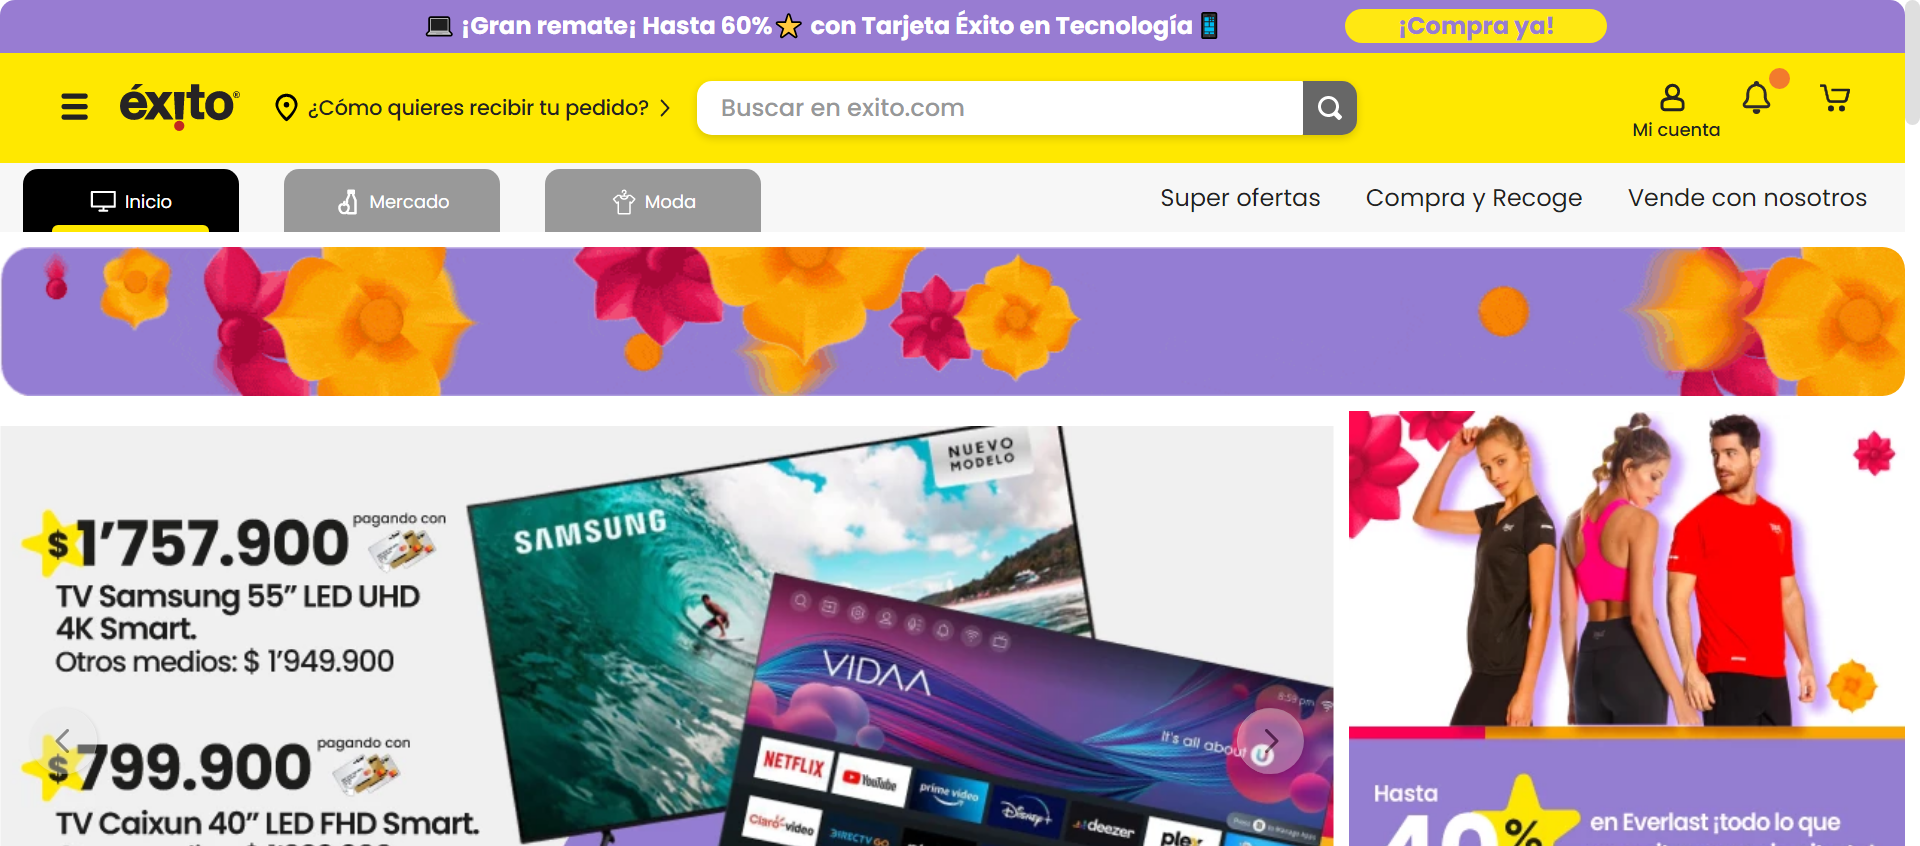 ¡Gran remate¡ Hasta 60% con Tarjeta Éxito en Tecnología
¡Compra ya!
éxito
¿Cómo quieres recibir tu pedido?
Buscar en exito.com
Mi cuenta
Inicio
Mercado
Moda
Super ofertas
Compra y Recoge
Vende con nosotros
NUEVO
MODELO
SAMSUNG
$1'757.900
pagando con
TV Samsung 55” LED UHD
4K Smart.
Otros medios: $ 1’949.900
VIDAA
8:59 pm
It's all about U
NETFLIX
YouTube
prime video
Disney+
deezer
plex
Claro-video
DIRECTV GO
$799.900
pagando con
TV Caixun 40” LED FHD Smart.
Hasta
40%
en Everlast ¡todo lo que